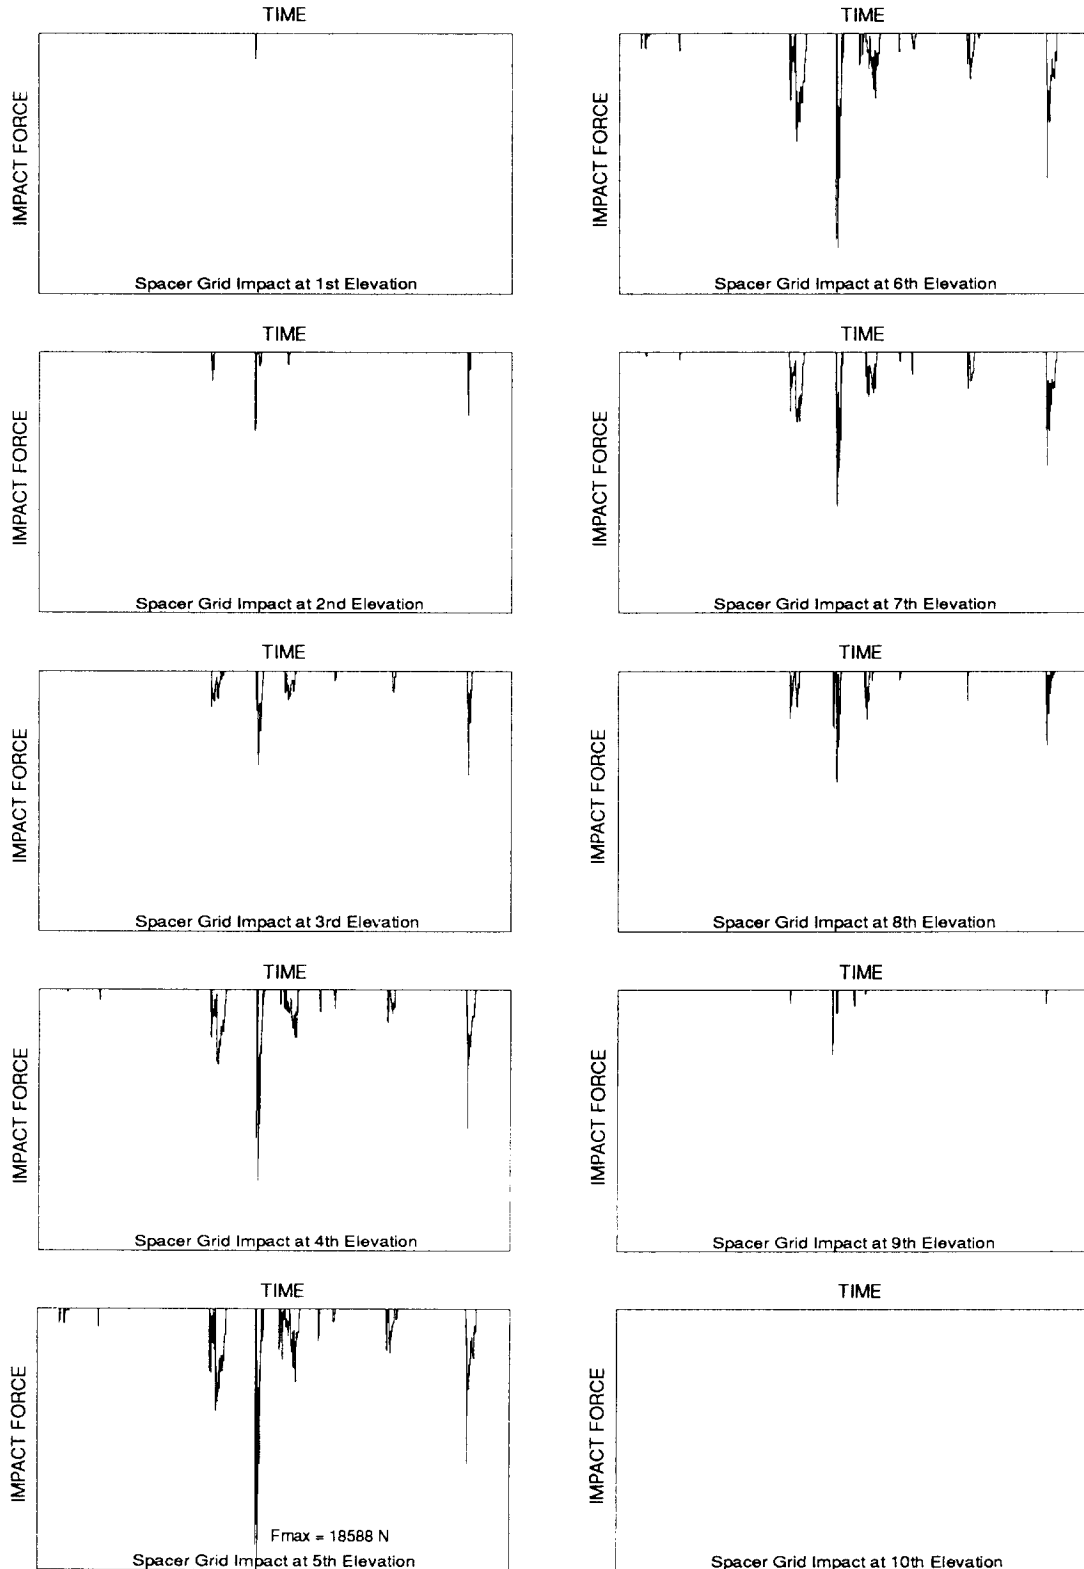 TIME
IMPACT FORCE
Spacer Grid Impact at 1st Elevation
TIME
IMPACT FORCE
Spacer Grid Impact at 2nd Elevation
TIME
IMPACT FORCE
Spacer Grid Impact at 3rd Elevation
TIME
IMPACT FORCE
Spacer Grid Impact at 4th Elevation
TIME
IMPACT FORCE
Fmax = 18588 N
Spacer Grid Impact at 5th Elevation
TIME
IMPACT FORCE
Spacer Grid Impact at 6th Elevation
TIME
IMPACT FORCE
Spacer Grid Impact at 7th Elevation
TIME
IMPACT FORCE
Spacer Grid Impact at 8th Elevation
TIME
IMPACT FORCE
Spacer Grid Impact at 9th Elevation
TIME
IMPACT FORCE
Spacer Grid Impact at 10th Elevation